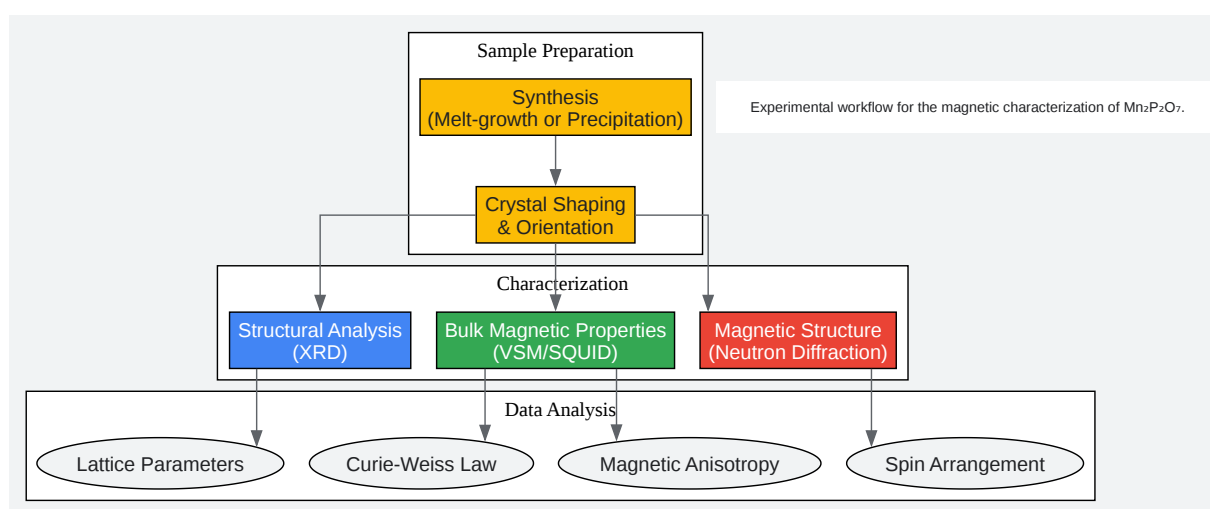 Sample Preparation
Synthesis
(Melt-growth or Precipitation)
Experimental workflow for the magnetic characterization of Mn₂P₂O₇.
Crystal Shaping
& Orientation
Characterization
Structural Analysis
(XRD)
Bulk Magnetic Properties
(VSM/SQUID)
Magnetic Structure
(Neutron Diffraction)
Data Analysis
Lattice Parameters
Curie-Weiss Law
Magnetic Anisotropy
Spin Arrangement